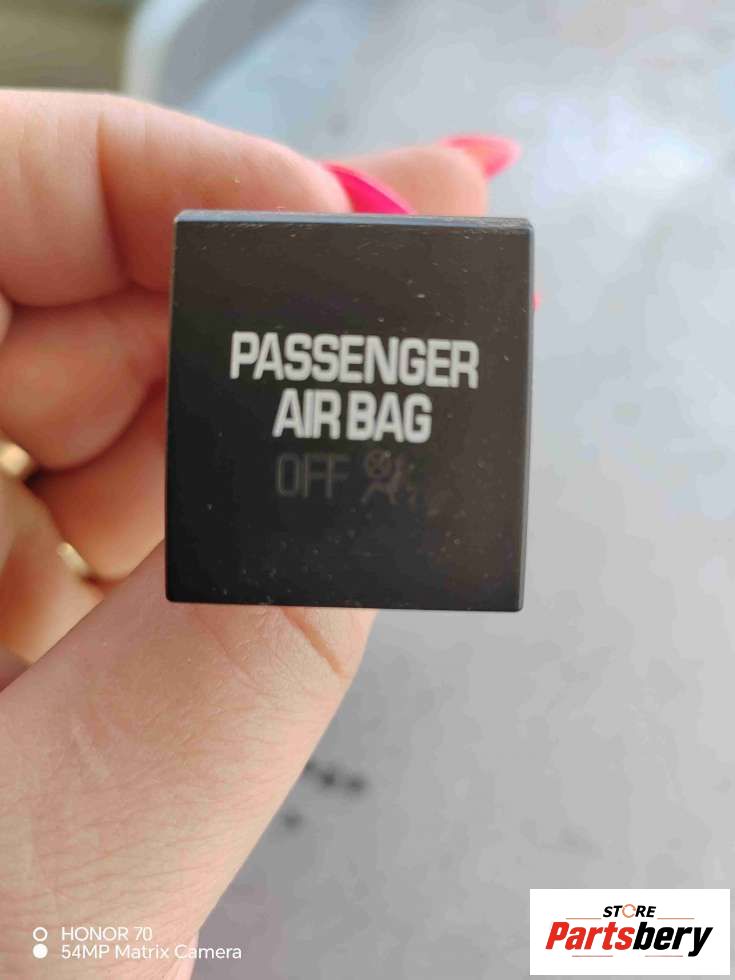 PASSENGER
AIR BAG
OFF
HONOR 70
54MP Matrix Camera
STORE
Partsbery